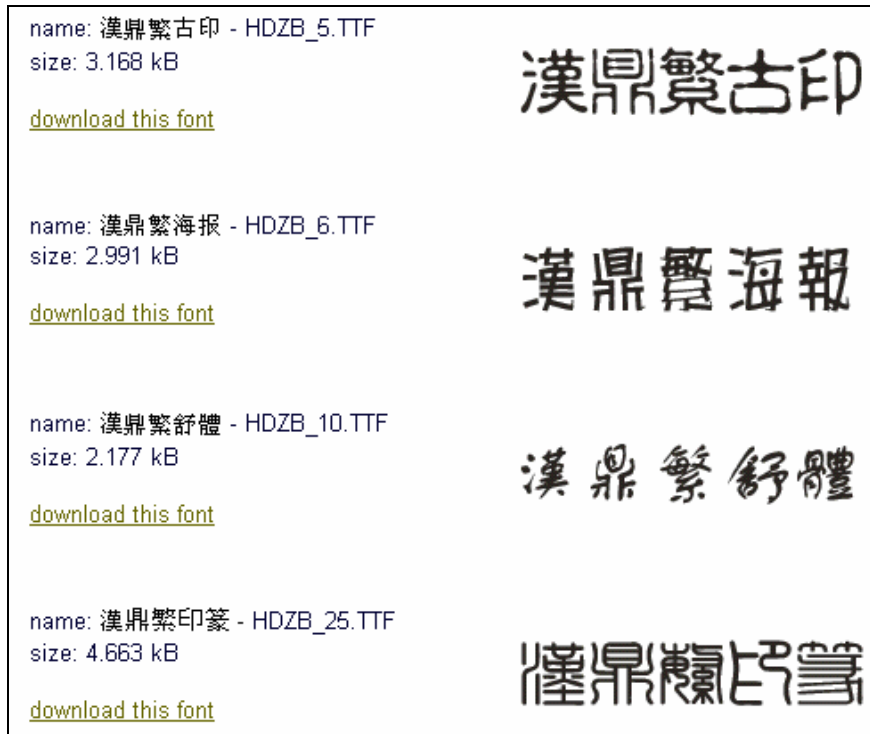 name: 漢鼎繁古印 - HDZB_5.TTF
size: 3.168 kB
漢鼎繁古印
download this font
name: 漢鼎繁海报 - HDZB_6.TTF
size: 2.991 kB
漢鼎繁海報
download this font
name: 漢鼎繁舒體 - HDZB_10.TTF
size: 2.177 kB
漢鼎繁舒體
download this font
name: 漢鼎繁印篆 - HDZB_25.TTF
size: 4.663 kB
漢鼎繁印篆
download this font